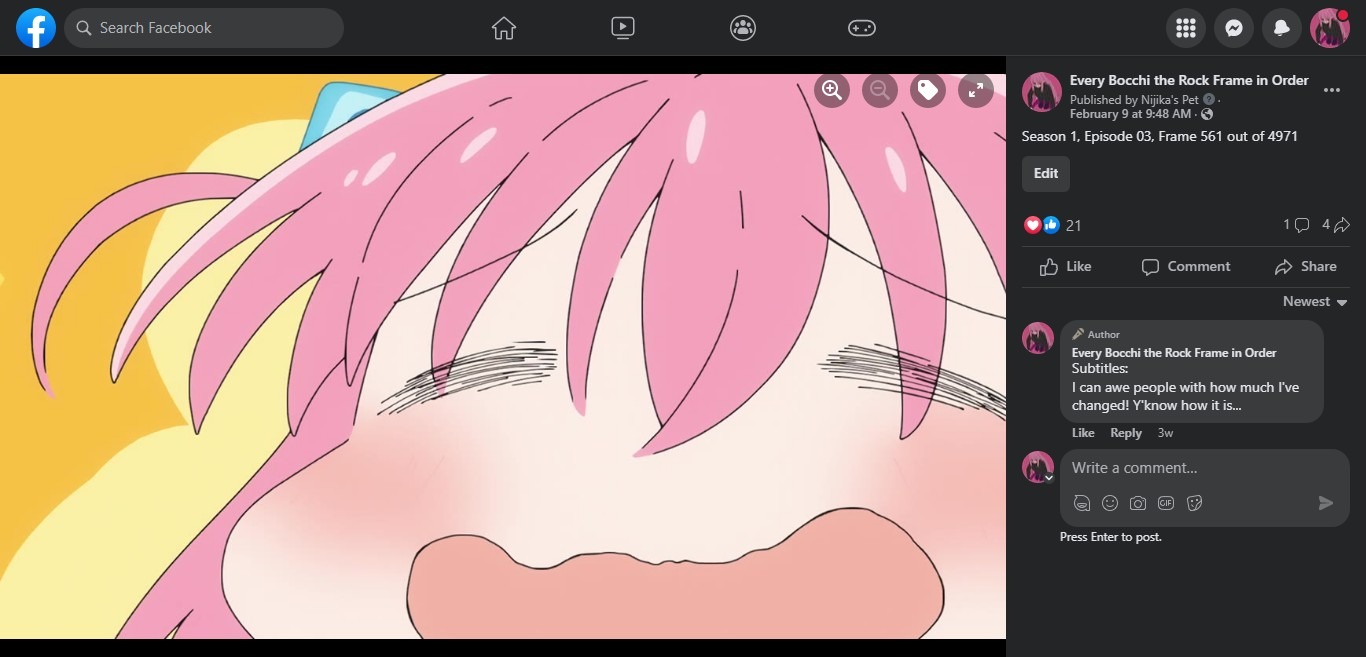 Search Facebook
Every Bocchi the Rock Frame in Order
Published by Nijika's Pet ·
February 9 at 9:48 AM ·
Season 1, Episode 03, Frame 561 out of 4971
Edit
21
1
4
Like
Comment
Share
Newest
Author
Every Bocchi the Rock Frame in Order
Subtitles:
I can awe people with how much I've
changed! Y'know how it is...
Like Reply 3w
Write a comment...
GIF
Press Enter to post.